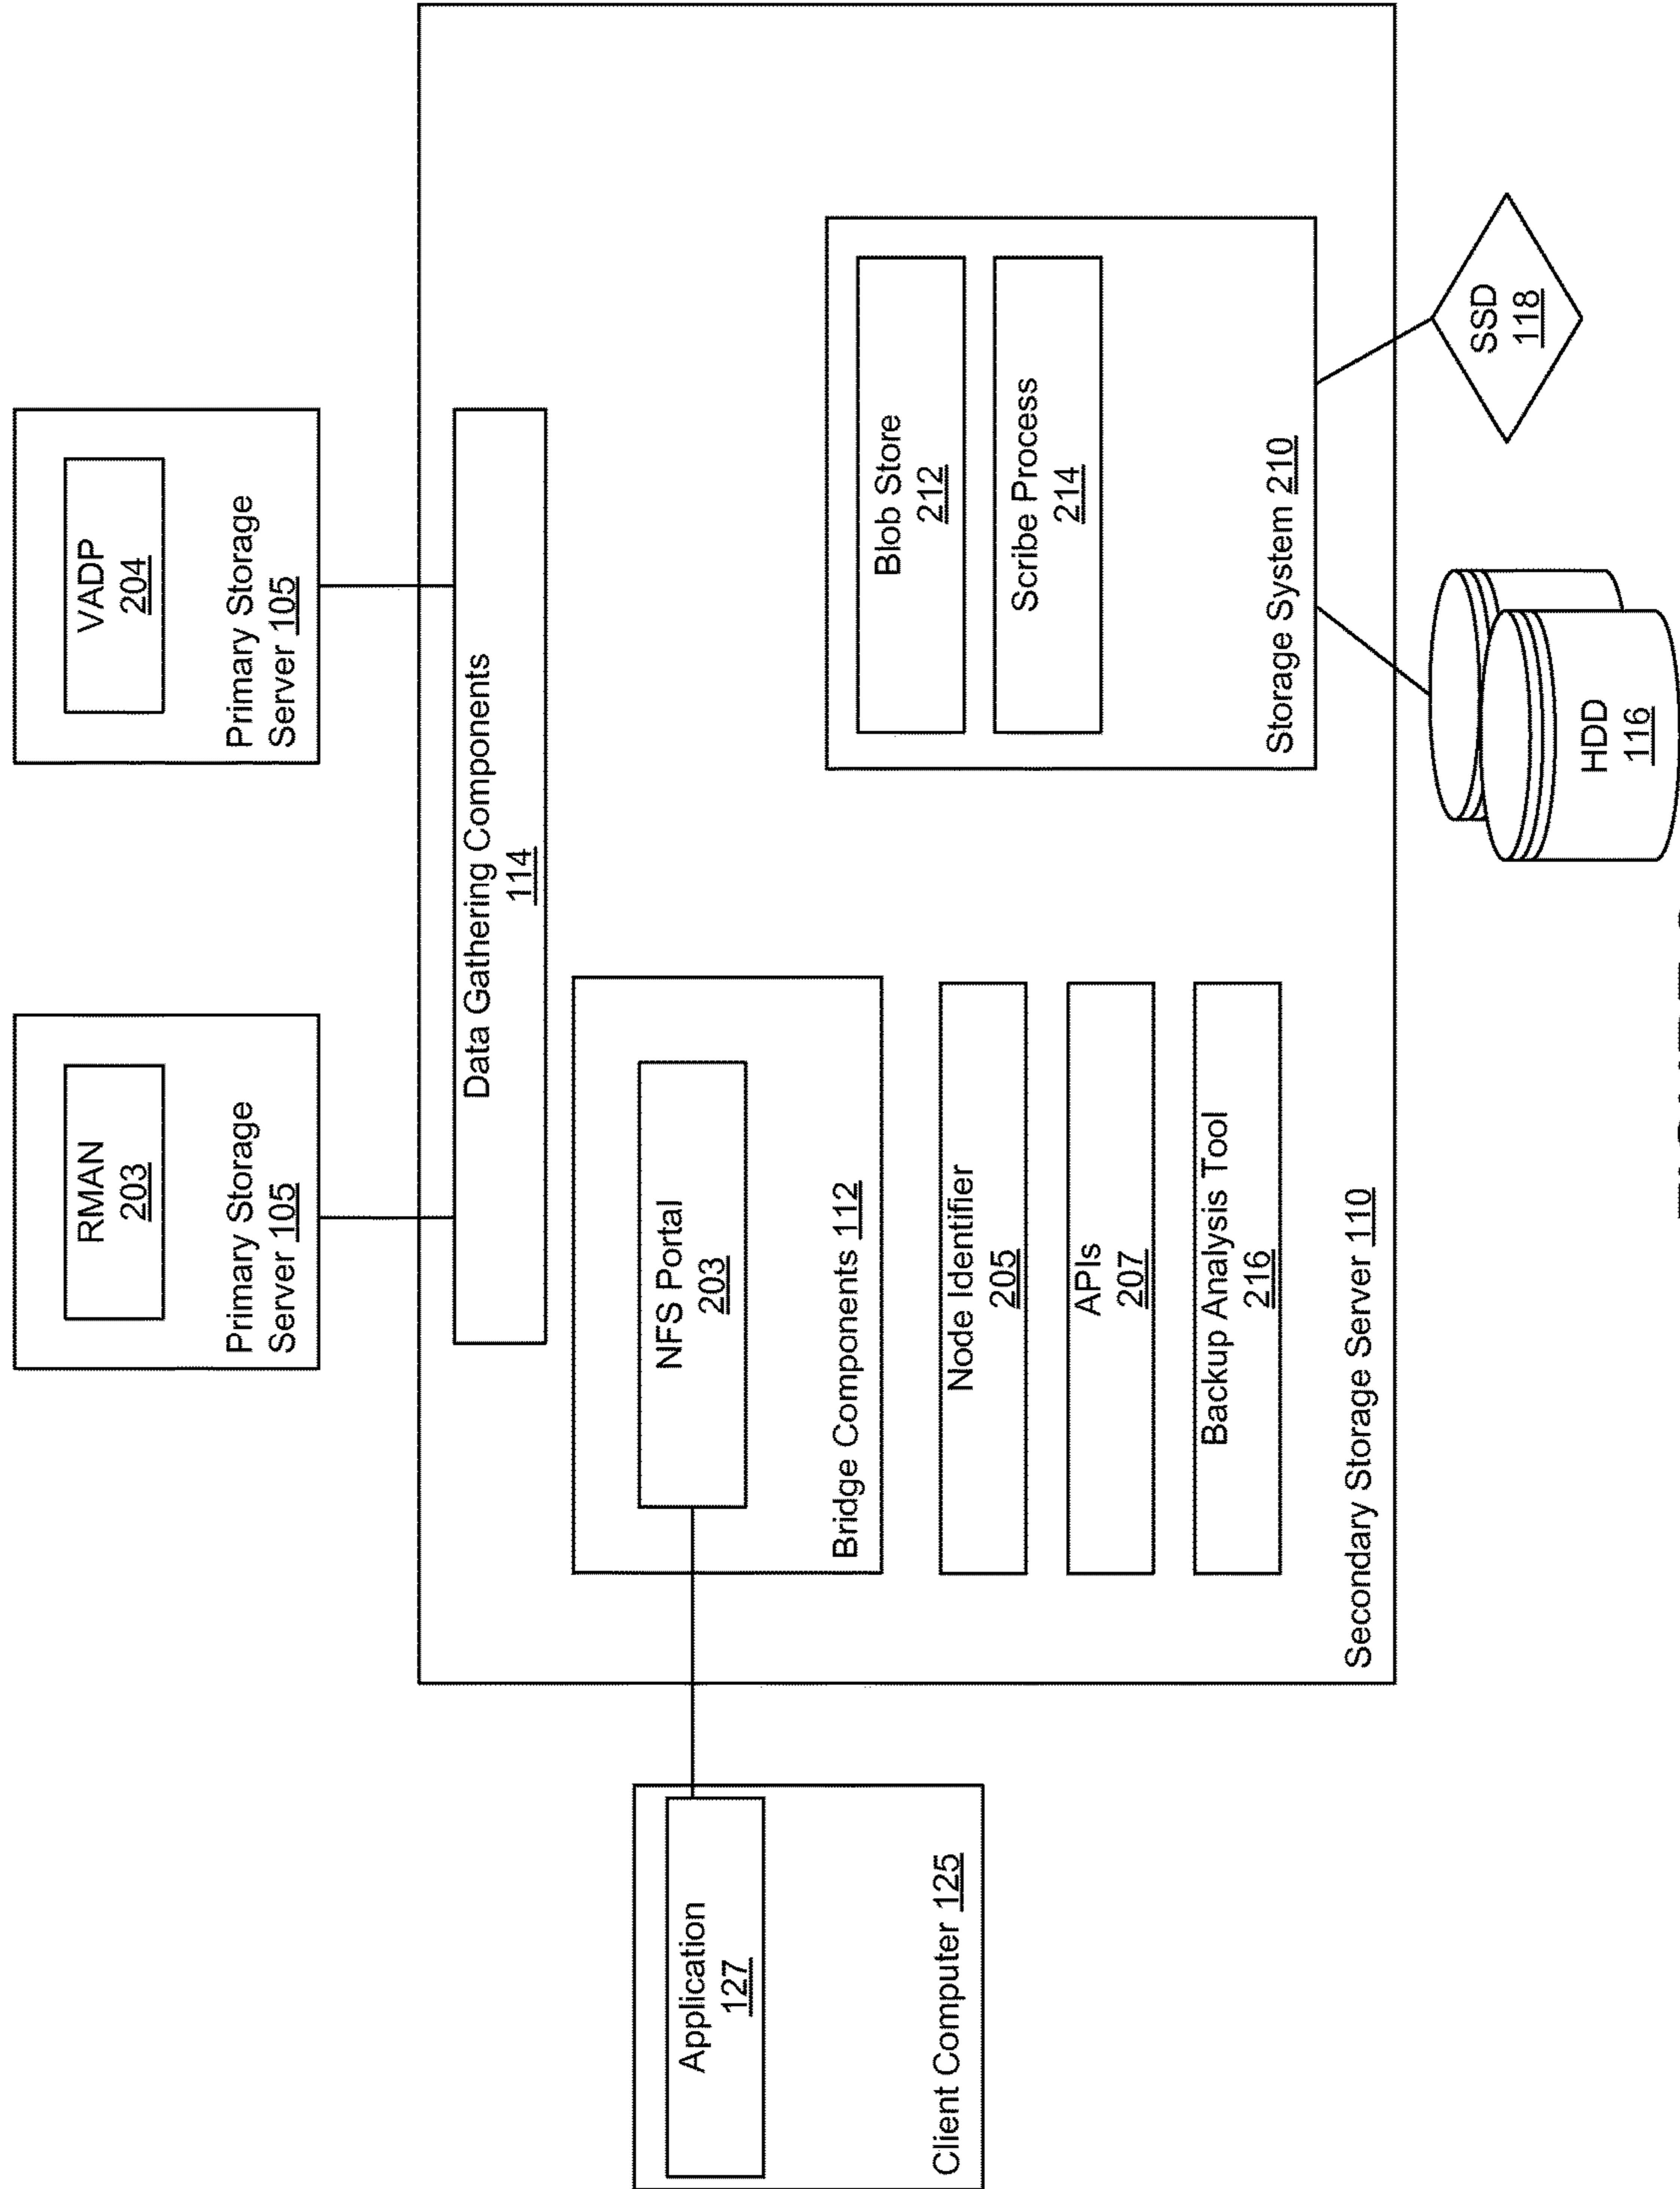 RMAN
203
Primary Storage
Server 105
VADP
204
Primary Storage
Server 105
Data Gathering Components
114
Application
127
Client Computer 125
NFS Portal
203
Bridge Components 112
Node Identifier
205
APIs
207
Backup Analysis Tool
216
Secondary Storage Server 110
Blob Store
212
Scribe Process
214
Storage System 210
HDD
116
SSD
118